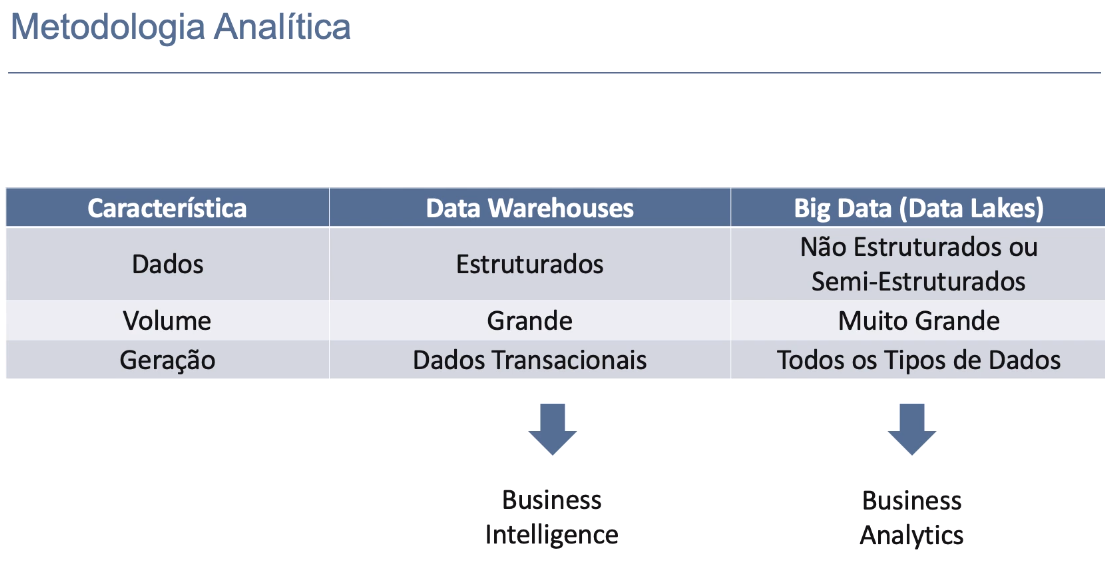 Metodologia Analítica
Característica Data Warehouses Big Data (Data Lakes)
Dados Estruturados Não Estruturados ou
Semi-Estruturados
Volume Grande Muito Grande
Geração Dados Transacionais Todos os Tipos de Dados
Business Business
Intelligence Analytics